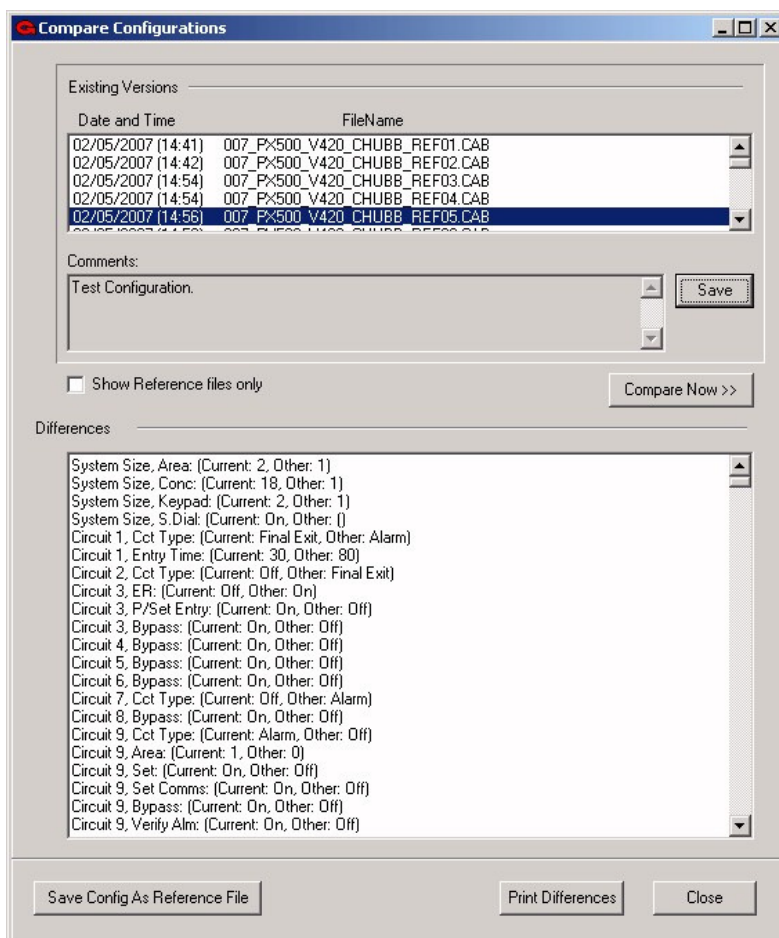 Compare Configurations
Existing Versions
Date and Time FileName
02/05/2007 (14:41) 007_PX500_V420_CHUBB_REF01.CAB
02/05/2007 (14:42) 007_PX500_V420_CHUBB_REF02.CAB
02/05/2007 (14:54) 007_PX500_V420_CHUBB_REF03.CAB
02/05/2007 (14:54) 007_PX500_V420_CHUBB_REF04.CAB
02/05/2007 (14:56) 007_PX500_V420_CHUBB_REF05.CAB
Comments:
Test Configuration.
Save
Show Reference files only
Compare Now >>
Differences
System Size, Area: (Current: 2, Other: 1)
System Size, Conc: (Current: 18, Other: 1)
System Size, Keypad: (Current: 2, Other: 1)
System Size, S.Dial: (Current: On, Other: ()
Circuit 1, Cct Type: (Current: Final Exit, Other: Alarm)
Circuit 1, Entry Time: (Current: 30, Other: 80)
Circuit 2, Cct Type: (Current: Off, Other: Final Exit)
Circuit 3, ER: (Current: Off, Other: On)
Circuit 3, P/Set Entry: (Current: On, Other: Off)
Circuit 3, Bypass: (Current: On, Other: Off)
Circuit 4, Bypass: (Current: On, Other: Off)
Circuit 5, Bypass: (Current: On, Other: Off)
Circuit 6, Bypass: (Current: On, Other: Off)
Circuit 7, Cct Type: (Current: Off, Other: Alarm)
Circuit 8, Bypass: (Current: On, Other: Off)
Circuit 9, Cct Type: (Current: Alarm, Other: Off)
Circuit 9, Area: (Current: 1, Other: 0)
Circuit 9, Set: (Current: On, Other: Off)
Circuit 9, Set Comms: (Current: On, Other: Off)
Circuit 9, Bypass: (Current: On, Other: Off)
Circuit 9, Verify Alm: (Current: On, Other: Off)
Save Config As Reference File
Print Differences
Close